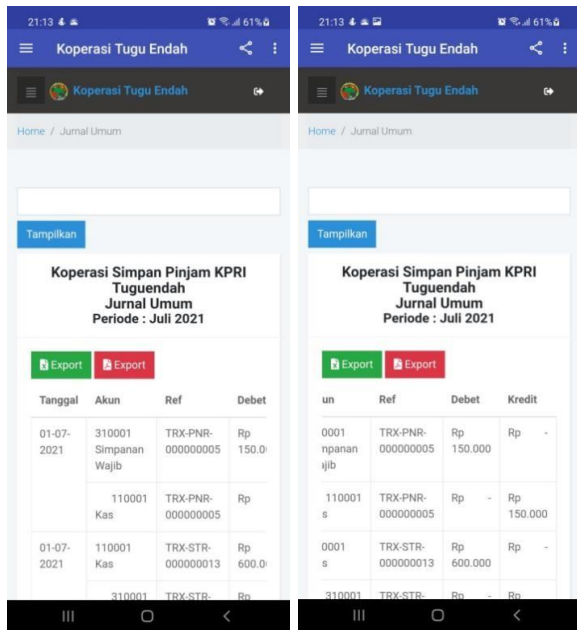 21:13
61%
Koperasi Tugu Endah
Koperasi Tugu Endah
Home / Jurnal Umum
Tampilkan
Koperasi Simpan Pinjam KPRI
Tuguendah
Jurnal Umum
Periode : Juli 2021
Export Export
Tanggal Akun Ref Debet
01-07- 310001 TRX-PNR- Rp
2021 Simpanan 000000005 150.0
Wajib
110001 TRX-PNR- Rp
Kas 000000005
01-07- 110001 TRX-STR- Rp
2021 Kas 000000013 600.0
310001 TRX-STR- Rp
21:13
61%
Koperasi Tugu Endah
Koperasi Tugu Endah
Home / Jurnal Umum
Tampilkan
Koperasi Simpan Pinjam KPRI
Tuguendah
Jurnal Umum
Periode : Juli 2021
Export Export
un Ref Debet Kredit
0001 TRX-PNR- Rp Rp -
npanan 000000005 150.000
ajib
110001 TRX-PNR- Rp - Rp
s 000000005 150.000
0001 TRX-STR- Rp Rp -
s 000000013 600.000
310001 TRX-STR- Rp - Rp